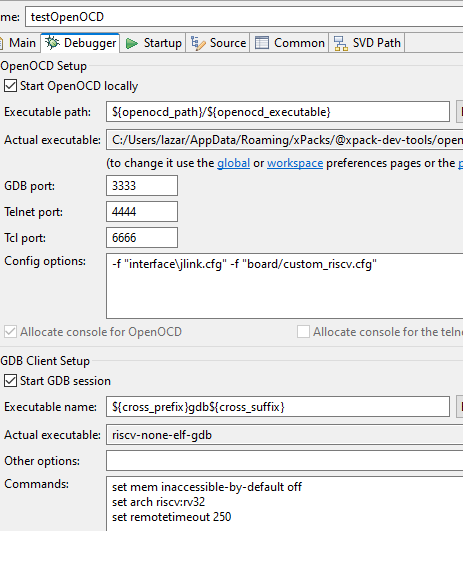 me: testOpenOCD
Main Debugger Startup Source Common SVD Path
OpenOCD Setup
Start OpenOCD locally
Executable path: ${openocd_path}/${openocd_executable}
Actual executable: C:/Users/lazar/AppData/Roaming/xPacks/@xpack-dev-tools/open
(to change it use the global or workspace preferences pages or the p
GDB port: 3333
Telnet port: 4444
Tcl port: 6666
Config options: -f "interface\jlink.cfg" -f "board/custom_riscv.cfg"
Allocate console for OpenOCD Allocate console for the telne
GDB Client Setup
Start GDB session
Executable name: ${cross_prefix}gdb${cross_suffix}
Actual executable: riscv-none-elf-gdb
Other options:
Commands: set mem inaccessible-by-default off
set arch riscv:rv32
set remotetimeout 250